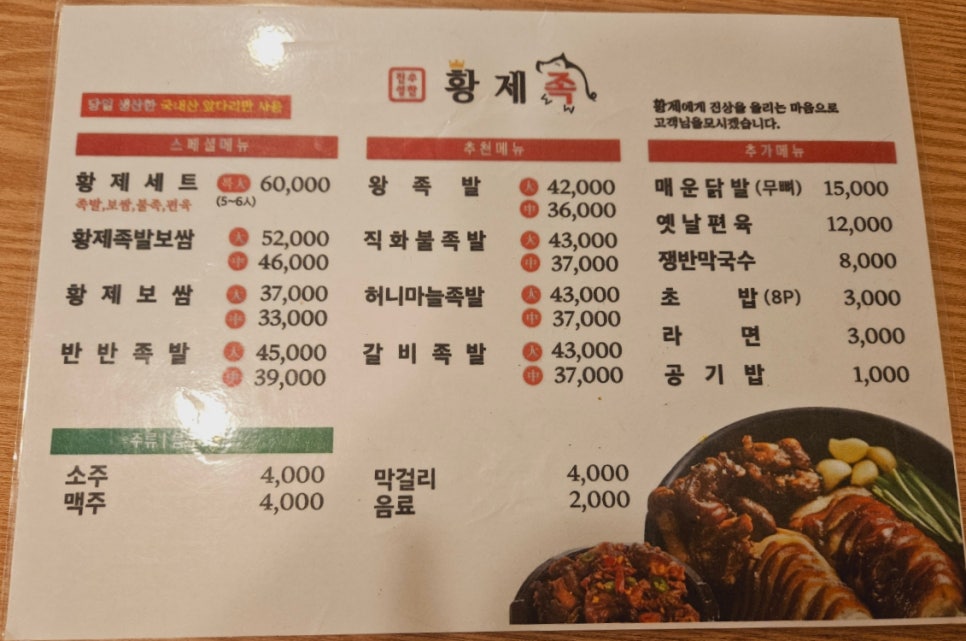 황제족
당일 생산한 국내산 앞다리만 사용
황제에게 진상을 올리는 마음으로
고객님을모시겠습니다.
스페셜메뉴
황제세트 특大 60,000
족발,보쌈,불족,편육 (5~6人)
황제족발보쌈 大 52,000
中 46,000
황제보쌈 大 37,000
中 33,000
반반족발 大 45,000
中 39,000
추천메뉴
왕족발 大 42,000
中 36,000
직화불족발 大 43,000
中 37,000
허니마늘족발 大 43,000
中 37,000
갈비족발 大 43,000
中 37,000
추가메뉴
매운닭발(무뼈) 15,000
옛날편육 12,000
쟁반막국수 8,000
초밥(8P) 3,000
라면 3,000
공기밥 1,000
주류
소주 4,000
맥주 4,000
막걸리 4,000
음료 2,000